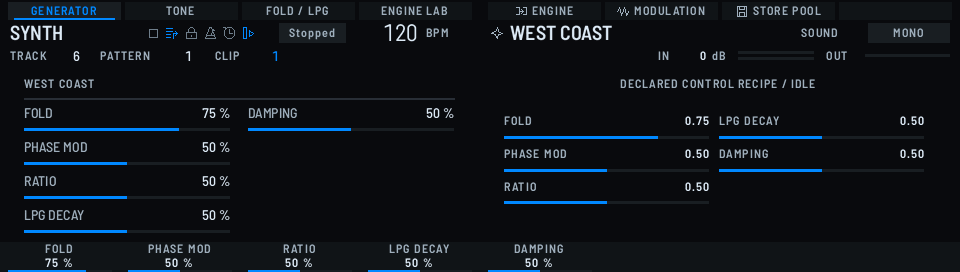 GENERATOR TONE FOLD / LPG ENGINE LAB ENGINE MODULATION STORE POOL
SYNTH Stopped 120 BPM WEST COAST SOUND MONO
TRACK 6 PATTERN 1 CLIP 1 IN 0 dB OUT
WEST COAST
DECLARED CONTROL RECIPE / IDLE
FOLD 75 % DAMPING 50 %
PHASE MOD 50 %
RATIO 50 %
LPG DECAY 50 %
FOLD 0.75 LPG DECAY 0.50
PHASE MOD 0.50 DAMPING 0.50
RATIO 0.50
FOLD PHASE MOD RATIO LPG DECAY DAMPING
75 % 50 % 50 % 50 % 50 %